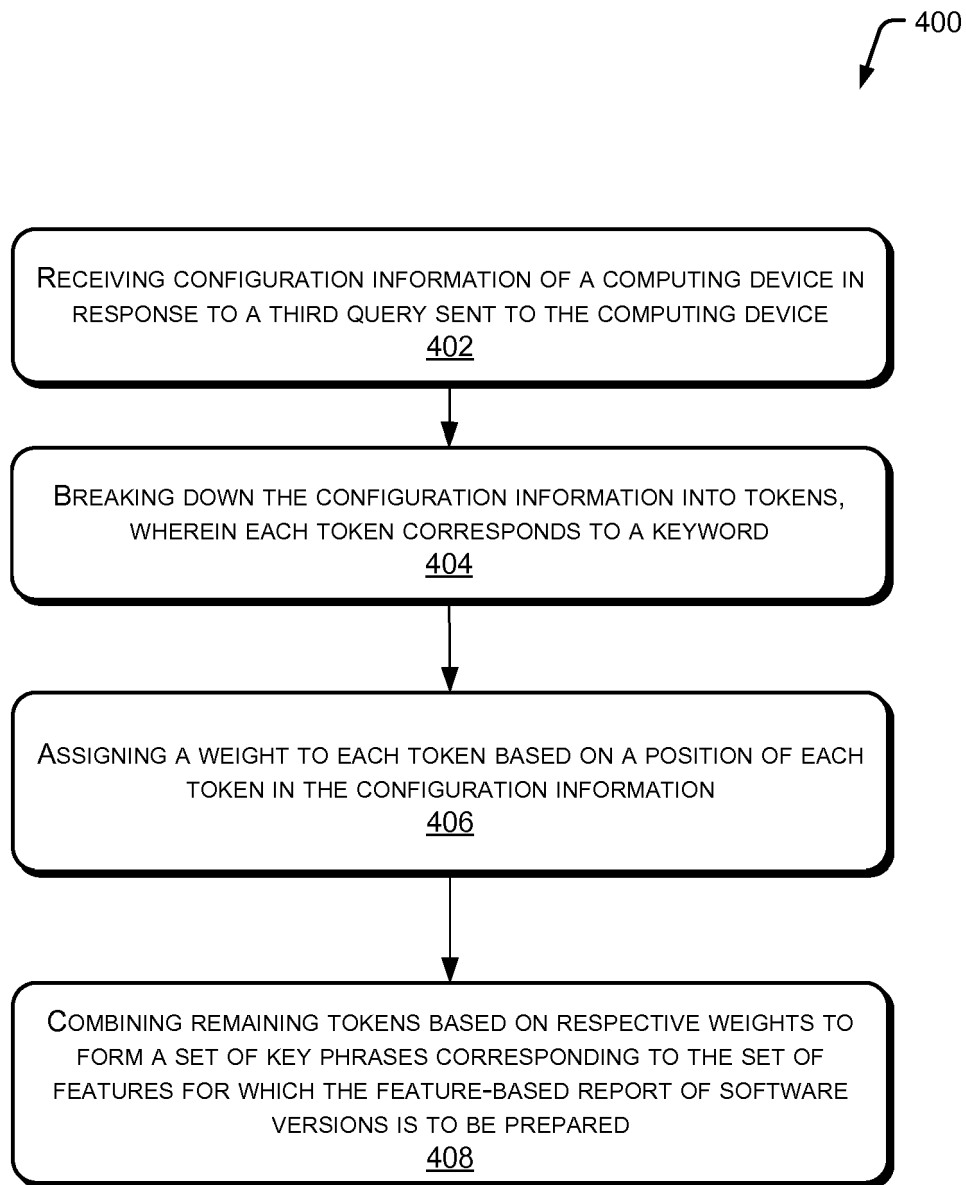 400
RECEIVING CONFIGURATION INFORMATION OF A COMPUTING DEVICE IN
RESPONSE TO A THIRD QUERY SENT TO THE COMPUTING DEVICE
402
BREAKING DOWN THE CONFIGURATION INFORMATION INTO TOKENS,
WHEREIN EACH TOKEN CORRESPONDS TO A KEYWORD
404
ASSIGNING A WEIGHT TO EACH TOKEN BASED ON A POSITION OF EACH
TOKEN IN THE CONFIGURATION INFORMATION
406
COMBINING REMAINING TOKENS BASED ON RESPECTIVE WEIGHTS TO
FORM A SET OF KEY PHRASES CORRESPONDING TO THE SET OF
FEATURES FOR WHICH THE FEATURE-BASED REPORT OF SOFTWARE
VERSIONS IS TO BE PREPARED
408